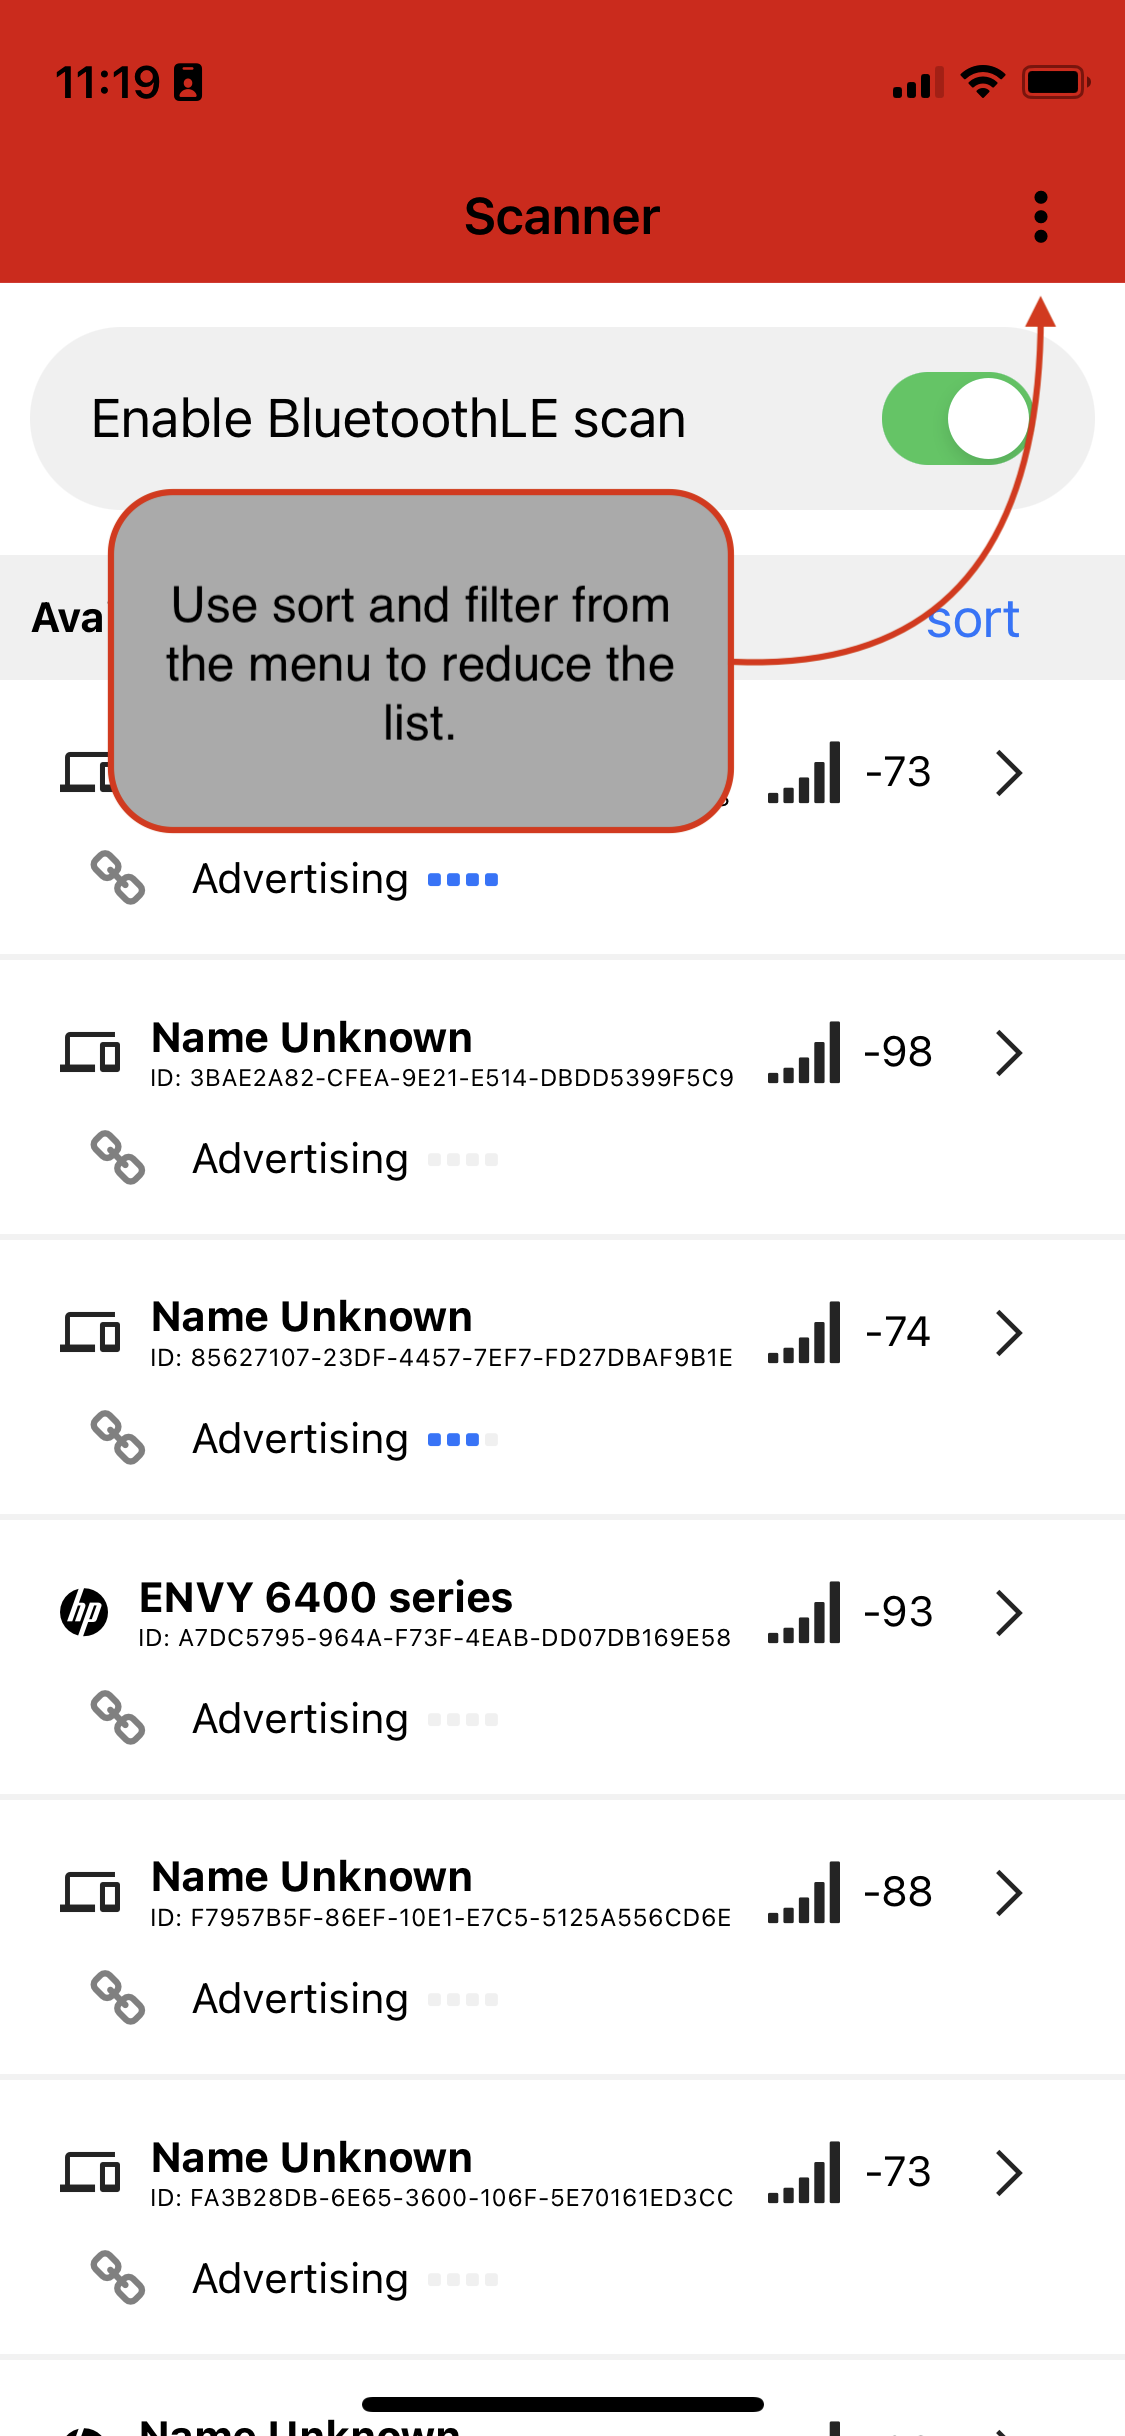 11:19
Scanner
Enable BluetoothLE scan
Use sort and filter from
the menu to reduce the
list.
Ava
sort
-73
Advertising
Name Unknown
ID: 3BAE2A82-CFEA-9E21-E514-DBDD5399F5C9
-98
Advertising
Name Unknown
ID: 85627107-23DF-4457-7EF7-FD27DBAF9B1E
-74
Advertising
hp
ENVY 6400 series
ID: A7DC5795-964A-F73F-4EAB-DD07DB169E58
-93
Advertising
Name Unknown
ID: F7957B5F-86EF-10E1-E7C5-5125A556CD6E
-88
Advertising
Name Unknown
ID: FA3B28DB-6E65-3600-106F-5E70161ED3CC
-73
Advertising
Name Unknown